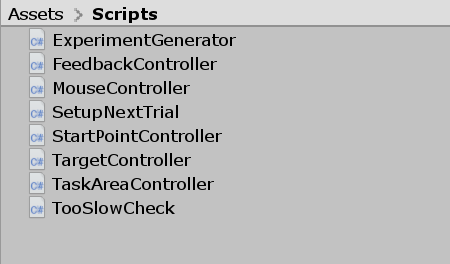 Assets > Scripts
C# ExperimentGenerator
C# FeedbackController
C# MouseController
C# SetupNextTrial
C# StartPointController
C# TargetController
C# TaskAreaController
C# TooSlowCheck